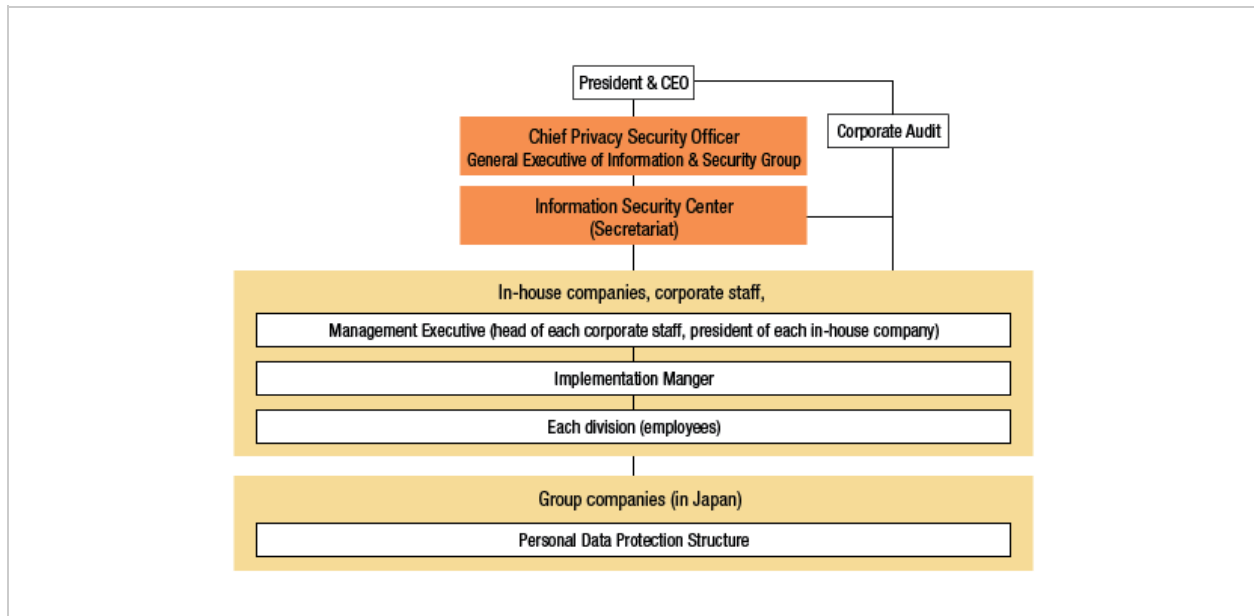 President & CEO
Chief Privacy Security Officer
General Executive of Information & Security Group
Corporate Audit
Information Security Center
(Secretariat)
In-house companies, corporate staff,
Management Executive (head of each corporate staff, president of each in-house company)
Implementation Manger
Each division (employees)
Group companies (in Japan)
Personal Data Protection Structure